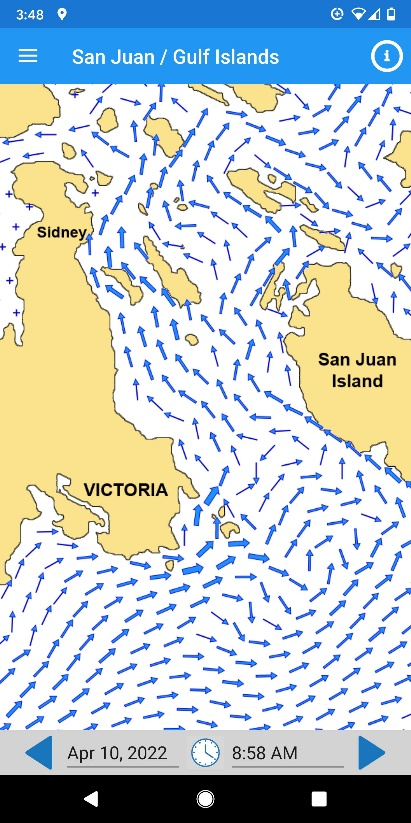 3:48
San Juan / Gulf Islands
Sidney
San Juan
Island
VICTORIA
Apr 10, 2022
8:58 AM